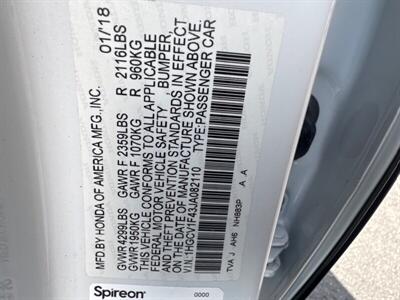 MFD BY HONDA OF AMERICA MFG.,INC. 01/18
GVWR 4299LBS GAWR F 2359LBS R 2116LBS
GVWR 1950KG GAWR F 1070KG R 960KG
THIS VEHICLE CONFORMS TO ALL APPLICABLE
FEDERAL MOTOR VEHICLE SAFETY, BUMPER,
AND THEFT PREVENTION STANDARDS IN EFFECT ON
THE DATE OF MANUFACTURE SHOWN ABOVE.
V.I.N:1HGCV1F43JA082110 TYPE:PASSENGER CAR
TVA J AH6 NH883P A A
Spireon
0000